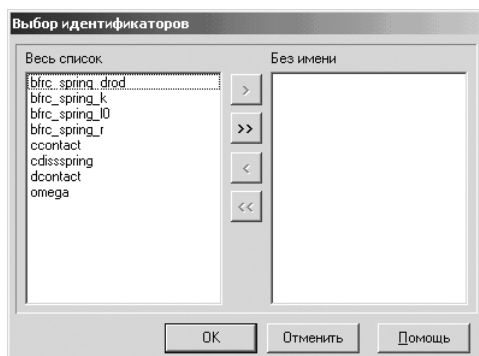 Выбор идентификаторов
Весь список
Без имени
bfrc_spring_drod
bfrc_spring_k
bfrc_spring_l0
bfrc_spring_r
ccontact
cdissspring
dcontact
omega
>
>>
<
<<
OK
Отменить
Помощь